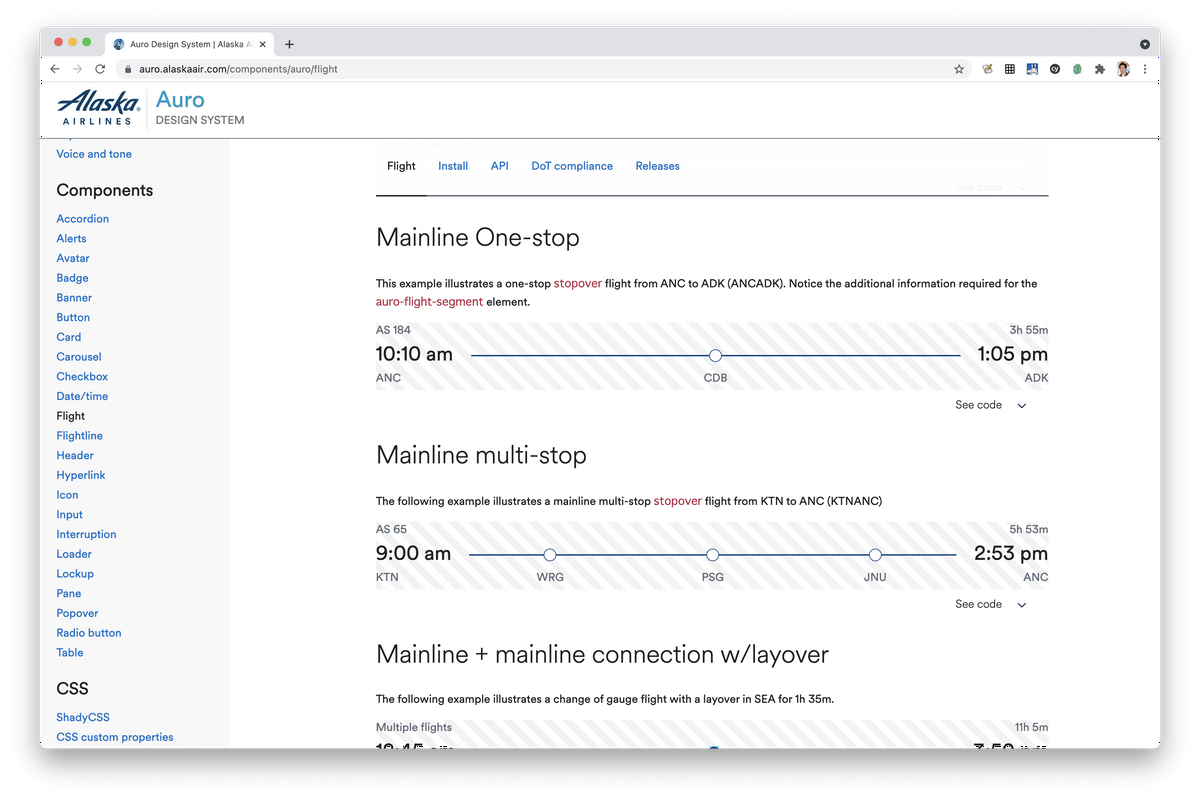 Auro Design System | Alaska A
auro.alaskaair.com/components/auro/flight
Alaska
AIRLINES
Auro
DESIGN SYSTEM
Voice and tone
Components
Accordion
Alerts
Avatar
Badge
Banner
Button
Card
Carousel
Checkbox
Date/time
Flight
Flightline
Header
Hyperlink
Icon
Input
Interruption
Loader
Lockup
Pane
Popover
Radio button
Table
CSS
ShadyCSS
CSS custom properties
Flight Install API DoT compliance Releases
See code
Mainline One-stop
This example illustrates a one-stop stopover flight from ANC to ADK (ANCADK). Notice the additional information required for the
auro-flight-segment element.
AS 184 3h 55m
10:10 am 1:05 pm
ANC CDB ADK
See code
Mainline multi-stop
The following example illustrates a mainline multi-stop stopover flight from KTN to ANC (KTNANC)
AS 65 5h 53m
9:00 am 2:53 pm
KTN WRG PSG JNU ANC
See code
Mainline + mainline connection w/layover
The following example illustrates a change of gauge flight with a layover in SEA for 1h 35m.
Multiple flights 11h 5m